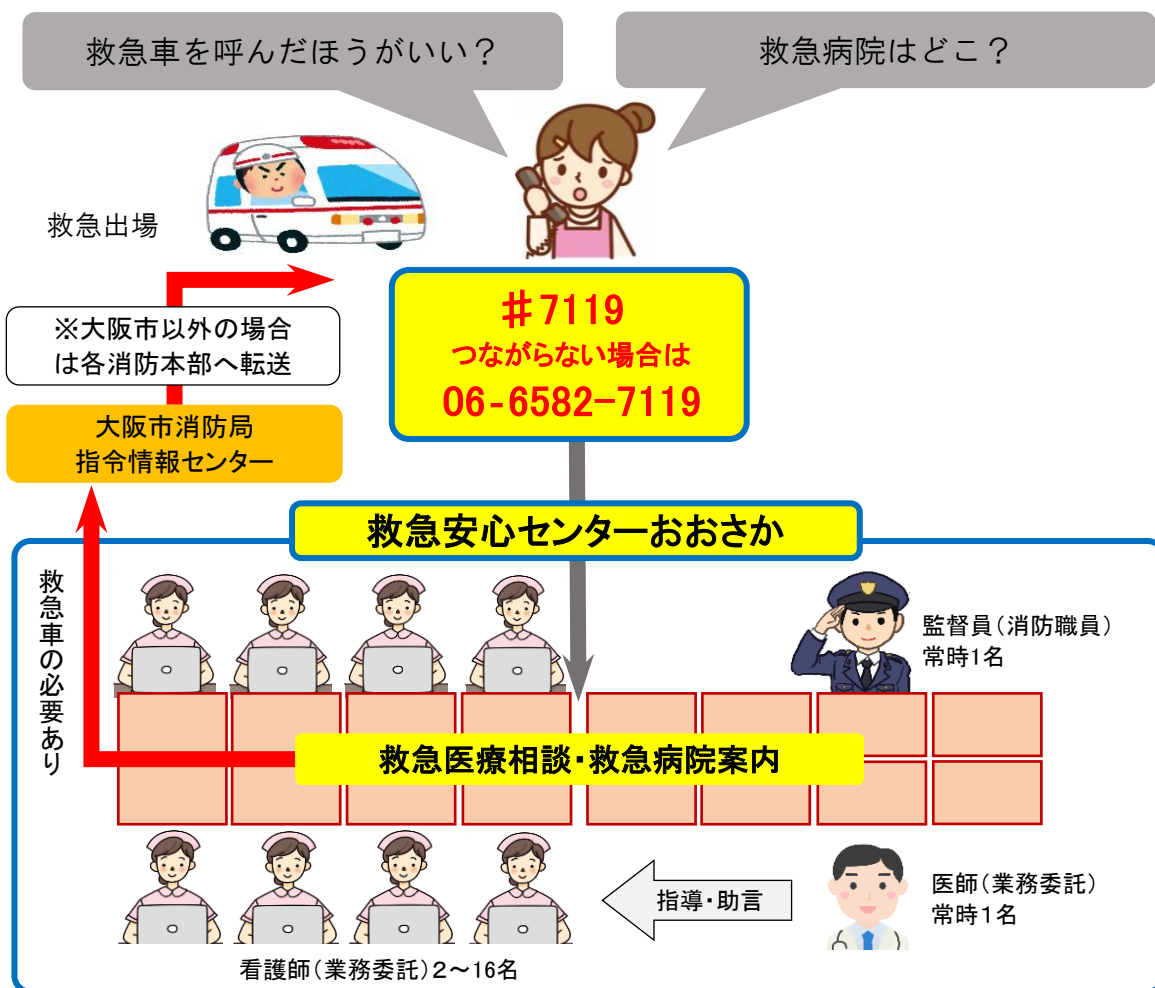 救急車を呼んだほうがいい？
救急病院はどこ？
救急出場
※大阪市以外の場合
は各消防本部へ転送
大阪市消防局
指令情報センター
＃7119
つながらない場合は
06-6582-7119
救急安心センターおおさか
救急車の必要あり
監督員（消防職員）
常時1名
救急医療相談・救急病院案内
指導・助言
医師（業務委託）
常時１名
看護師（業務委託）２～16名